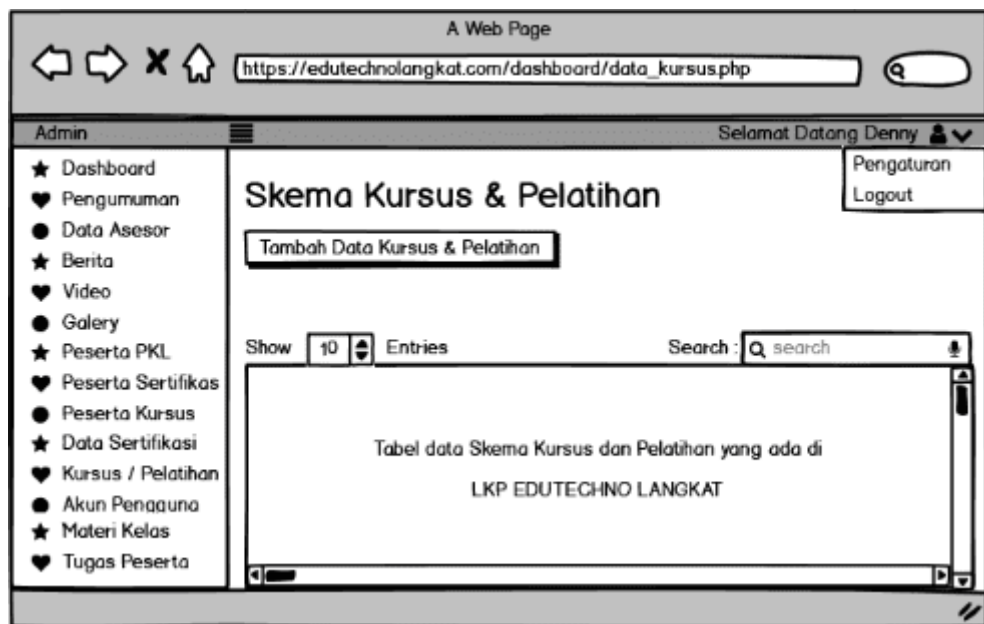 A Web Page
https://edutechnolangkat.com/dashboard/data_kursus.php
Admin
Selamat Datang Denny
Pengaturan
Logout
Dashboard
Pengumuman
Data Asesor
Berita
Video
Galery
Peserta PKL
Peserta Sertifikas
Peserta Kursus
Data Sertifikasi
Kursus / Pelatihan
Akun Pengguna
Materi Kelas
Tugas Peserta
Skema Kursus & Pelatihan
Tambah Data Kursus & Pelatihan
Show 10 Entries
Search : search
Tabel data Skema Kursus dan Pelatihan yang ada di
LKP EDUTECHNO LANGKAT